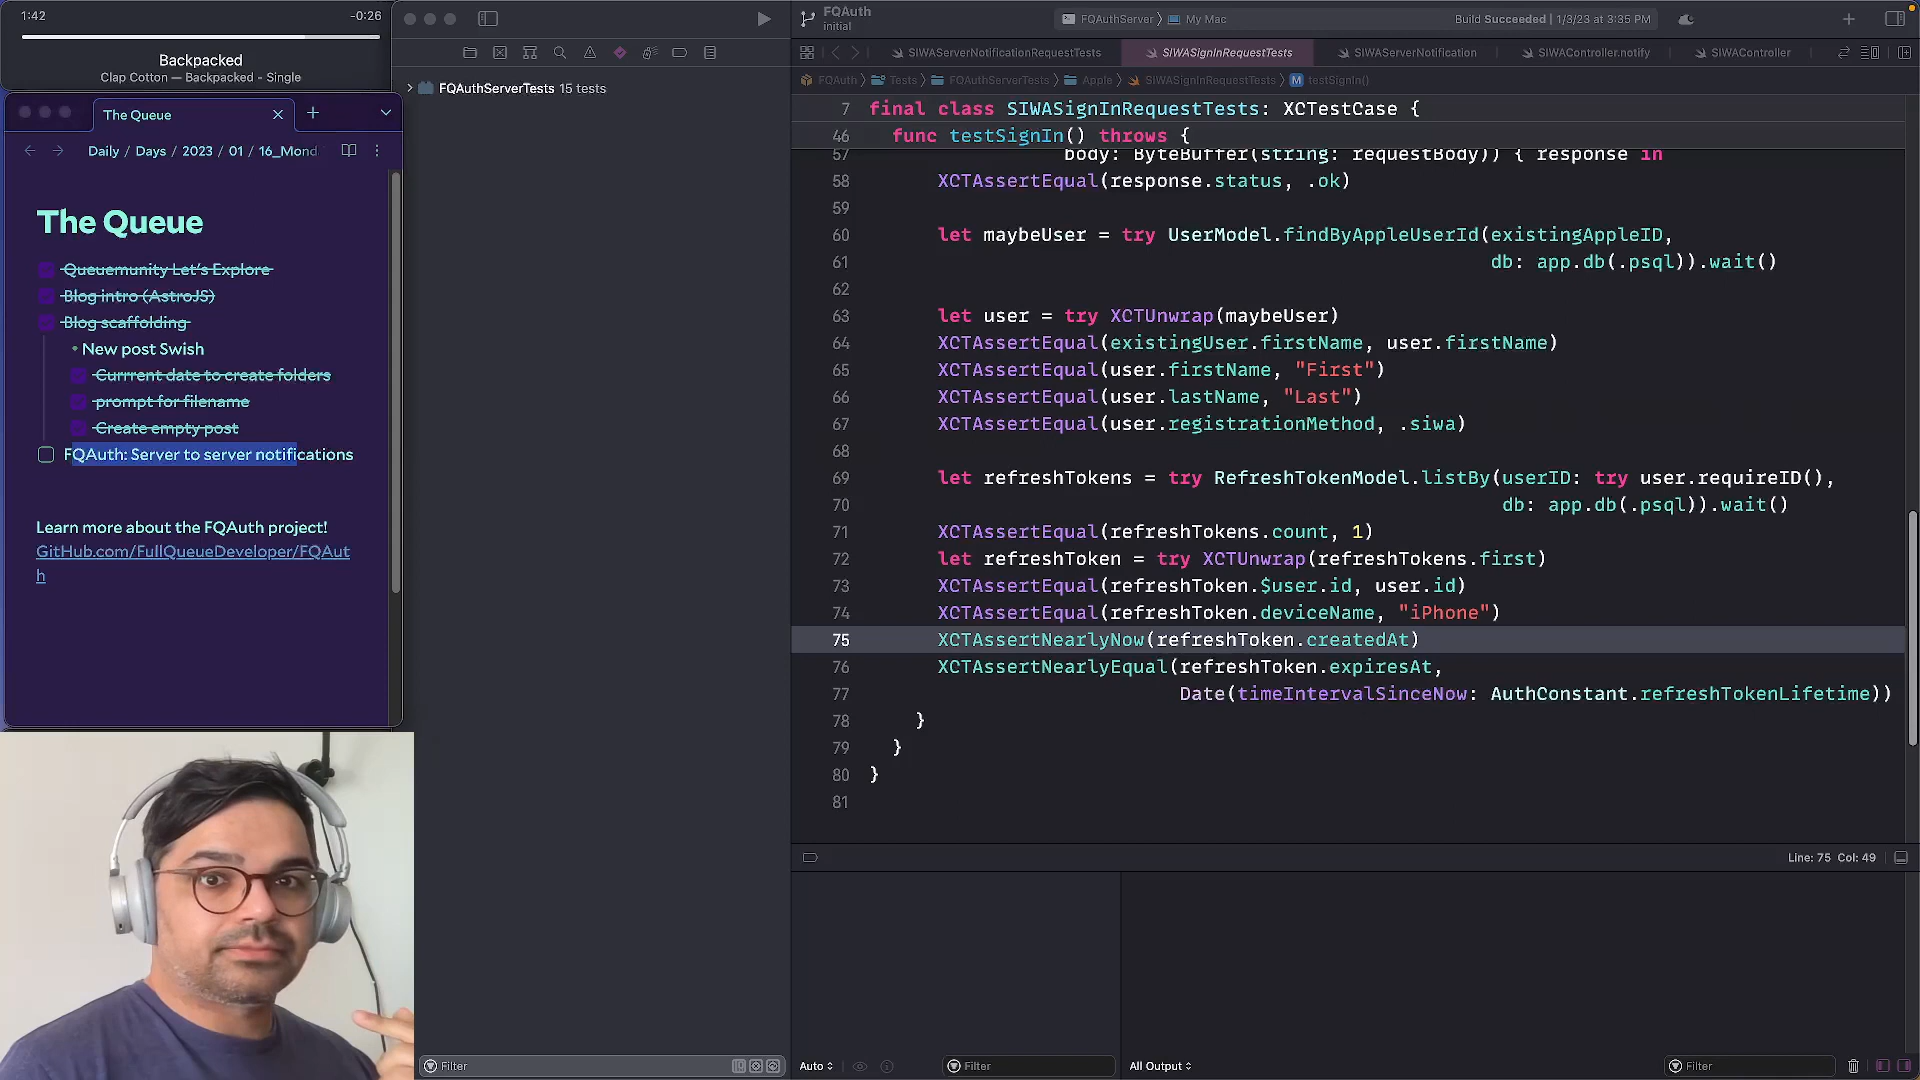 1:42
-0:26
Backpacked
Clap Cotton — Backpacked - Single
The Queue
Daily / Days / 2023 / 01 / 16_Mond
The Queue
Queuemunity Let's Explore
Blog intro (AstroJS)
Blog scaffolding
• New post Swish
Currrent date to create folders
prompt for filename
Create empty post
FQAuth: Server to server notifications
Learn more about the FQAuth project!
GitHub.com/FullQueueDeveloper/FQAut
h
FQAuthServerTests 15 tests
Filter
FQAuth
initial
FQAuthServer
My Mac
Build Succeeded | 1/3/23 at 3:35 PM
SIWAServerNotificationRequestTests
SIWASignInRequestTests
SIWAServerNotification
SIWAController.notify
SIWAController
FQAuth
Tests
FQAuthServerTests
Apple
SIWASignInRequestTests
M testSignIn()
7 final class SIWASignInRequestTests: XCTestCase {
46 func testSignIn() throws {
57 body: ByteBuffer(string: requestBody)) { response in
58 XCTAssertEqual(response.status, .ok)
59
60 let maybeUser = try UserModel.findByAppleUserId(existingAppleID,
61 db: app.db(.psql)).wait()
62
63 let user = try XCTUnwrap(maybeUser)
64 XCTAssertEqual(existingUser.firstName, user.firstName)
65 XCTAssertEqual(user.firstName, "First")
66 XCTAssertEqual(user.lastName, "Last")
67 XCTAssertEqual(user.registrationMethod, .siwa)
68
69 let refreshTokens = try RefreshTokenModel.listBy(userID: try user.requireID(),
70 db: app.db(.psql)).wait()
71 XCTAssertEqual(refreshTokens.count, 1)
72 let refreshToken = try XCTUnwrap(refreshTokens.first)
73 XCTAssertEqual(refreshToken.$user.id, user.id)
74 XCTAssertEqual(refreshToken.deviceName, "iPhone")
75 XCTAssertNearlyNow(refreshToken.createdAt)
76 XCTAssertNearlyEqual(refreshToken.expiresAt,
77 Date(timeIntervalSinceNow: AuthConstant.refreshTokenLifetime))
78 }
79 }
80 }
81
Line: 75 Col: 49
Auto
Filter
All Output
Filter